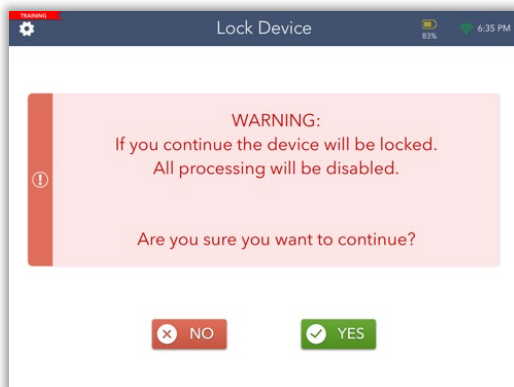 TRAINING
Lock Device
83%
6:35 PM
WARNING:
If you continue the device will be locked.
All processing will be disabled.
Are you sure you want to continue?
NO
YES